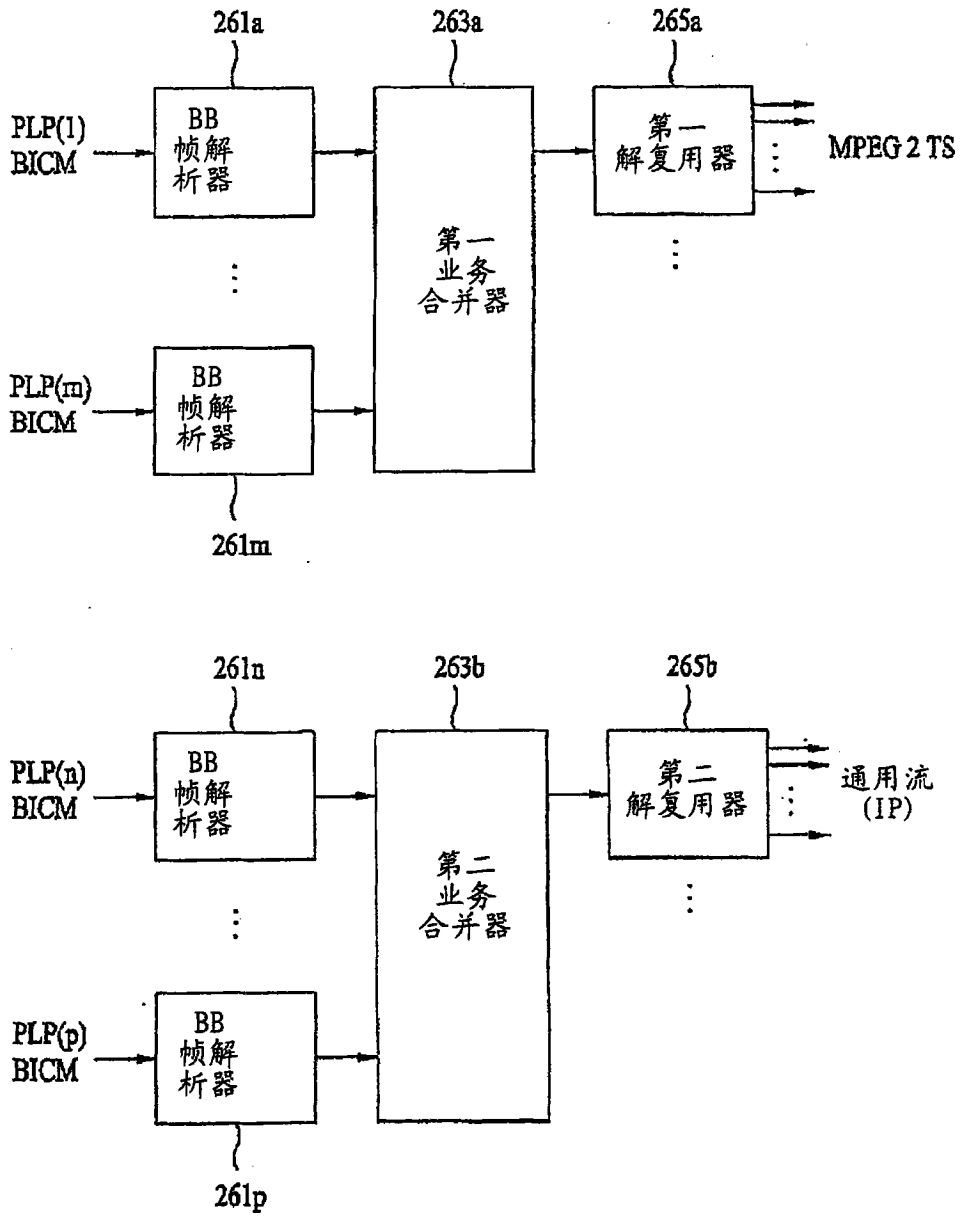 261a
263a
265a
PLP(1)
BICM
BB
帧解
析器
第一
业务
合并器
第一
解复用器
MPEG 2 TS
PLP(m)
BICM
BB
帧解
析器
261m
261n
263b
265b
PLP(n)
BICM
BB
帧解
析器
第二
业务
合并器
第二
解复用器
通用流
(IP)
PLP(p)
BICM
BB
帧解
析器
261p